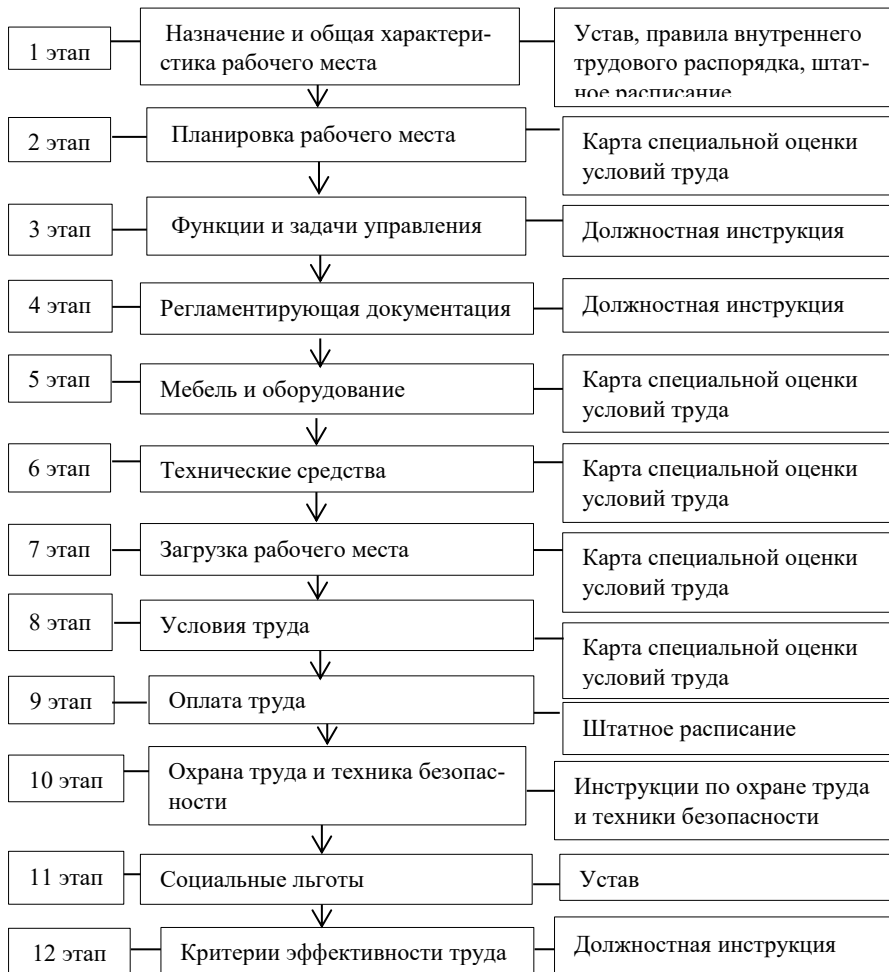 1 этап
Назначение и общая характери-
стика рабочего места
Устав, правила внутреннего
трудового распорядка, штат-
ное расписание
2 этап
Планировка рабочего места
Карта специальной оценки
условий труда
3 этап
Функции и задачи управления
Должностная инструкция
4 этап
Регламентирующая документация
Должностная инструкция
5 этап
Мебель и оборудование
Карта специальной оценки
условий труда
6 этап
Технические средства
Карта специальной оценки
условий труда
7 этап
Загрузка рабочего места
Карта специальной оценки
условий труда
8 этап
Условия труда
Карта специальной оценки
условий труда
9 этап
Оплата труда
Штатное расписание
10 этап
Охрана труда и техника безопас-
ности
Инструкции по охране труда
и техники безопасности
11 этап
Социальные льготы
Устав
12 этап
Критерии эффективности труда
Должностная инструкция